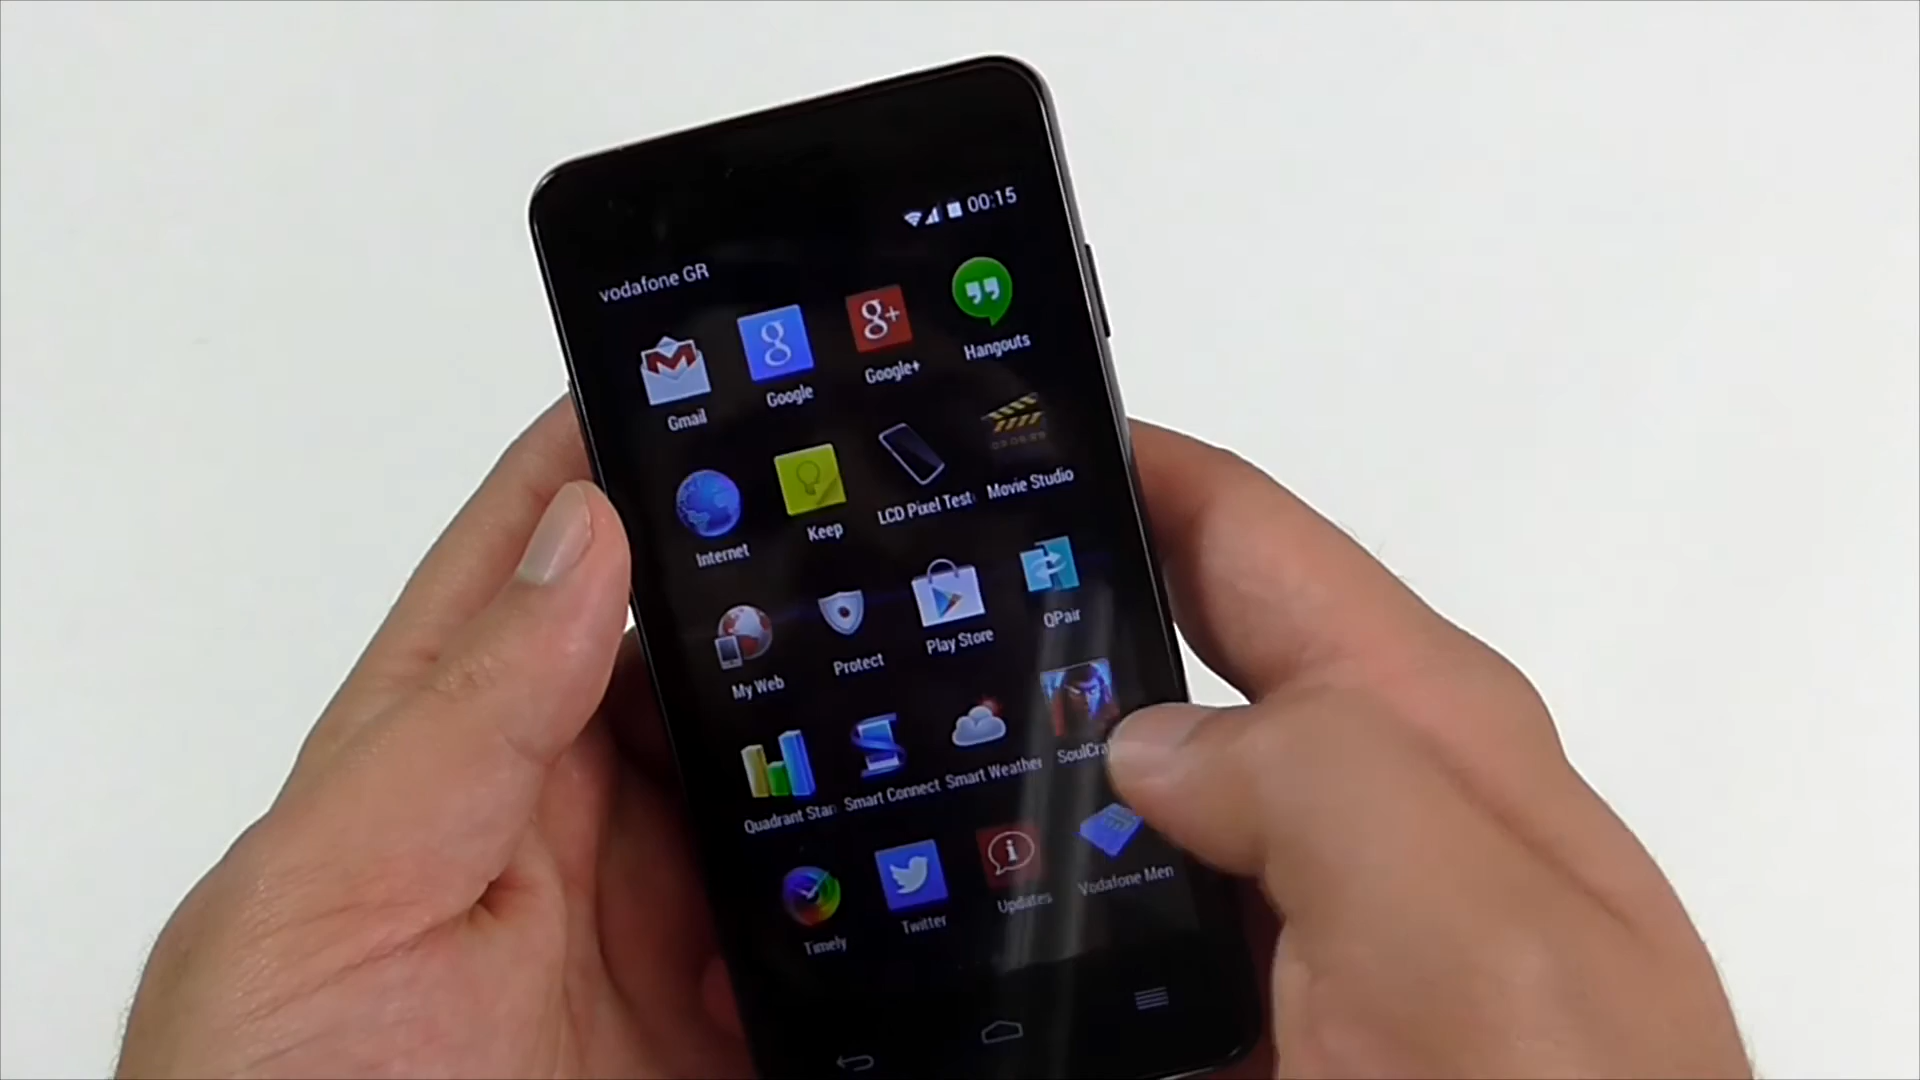 00:15
vodafone GR
Gmail
Google
Google+
Hangouts
Internet
Keep
LCD Pixel Test
Movie Studio
My Web
Protect
Play Store
QPair
Quadrant Stan
Smart Connect
Smart Weather
SoulCra
Timely
Twitter
Updates
Vodafone Men